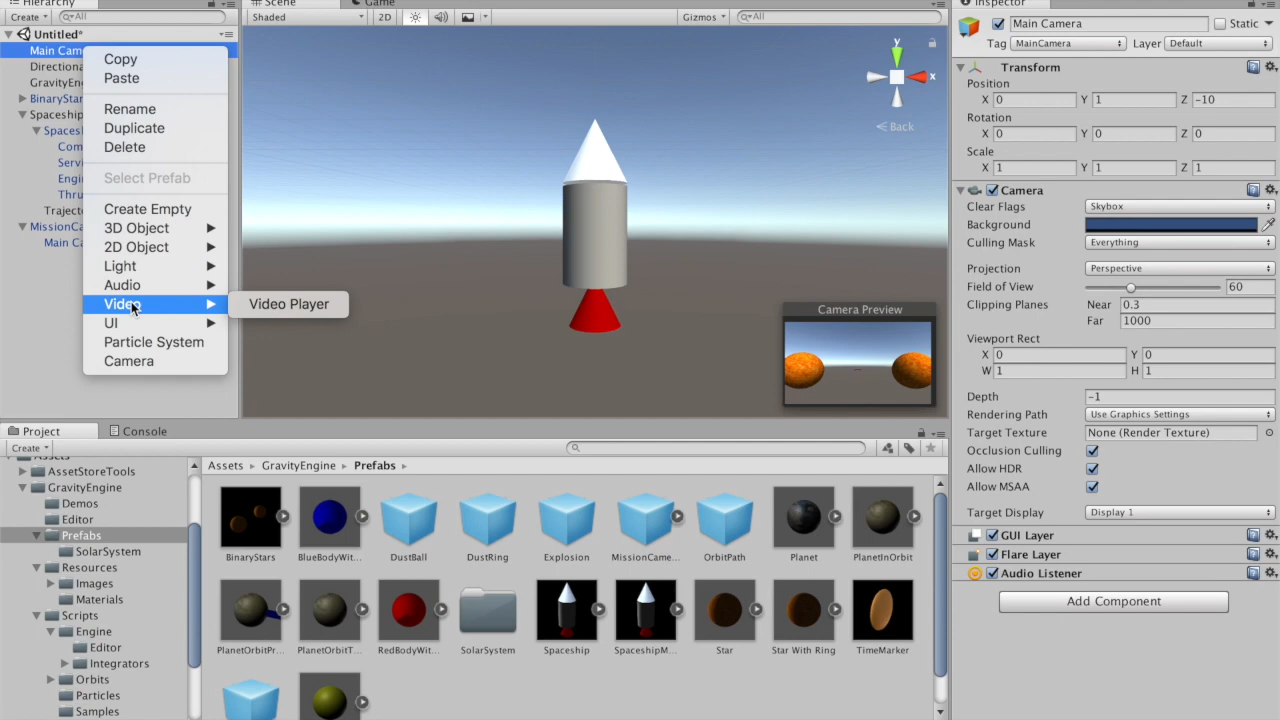 Hierarchy
Create
All
Untitled*
Main Cam
Directiona
GravityEng
BinaryStar
Spaceship
Spaces
Com
Servi
Engin
Thru
Traject
MissionCa
Main Ca
Copy
Paste
Rename
Duplicate
Delete
Select Prefab
Create Empty
3D Object
2D Object
Light
Audio
Video
UI
Particle System
Camera
Video Player
Scene
Game
Shaded
2D
Gizmos
All
y
x
Back
Camera Preview
Inspector
Main Camera
Static
Tag MainCamera Layer Default
Transform
Position
X 0 Y 1 Z -10
Rotation
X 0 Y 0 Z 0
Scale
X 1 Y 1 Z 1
Camera
Clear Flags Skybox
Background
Culling Mask Everything
Projection Perspective
Field of View 60
Clipping Planes Near 0.3
Far 1000
Viewport Rect
X 0 Y 0
W 1 H 1
Depth -1
Rendering Path Use Graphics Settings
Target Texture None (Render Texture)
Occlusion Culling
Allow HDR
Allow MSAA
Target Display Display 1
GUI Layer
Flare Layer
Audio Listener
Add Component
Project Console
Create
Assets
AssetStoreTools
GravityEngine
Demos
Editor
Prefabs
SolarSystem
Resources
Images
Materials
Scripts
Engine
Editor
Integrators
Orbits
Particles
Samples
Assets GravityEngine Prefabs
BinaryStars BlueBodyWit... DustBall DustRing Explosion MissionCame... OrbitPath Planet PlanetInOrbit
PlanetOrbitPr... PlanetOrbitT... RedBodyWit... SolarSystem Spaceship SpaceshipM... Star Star With Ring TimeMarker